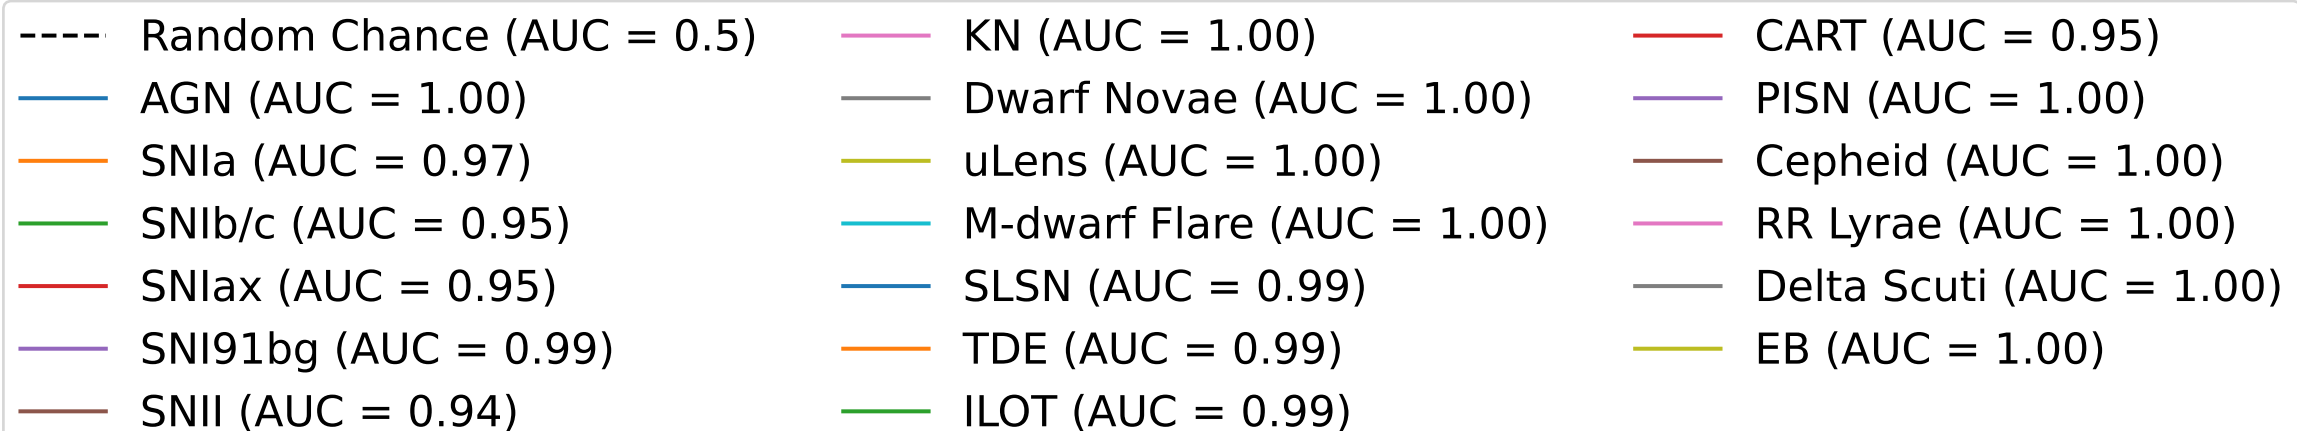 Random Chance (AUC = 0.5)
AGN (AUC = 1.00)
SNIa (AUC = 0.97)
SNIb/c (AUC = 0.95)
SNIax (AUC = 0.95)
SNI91bg (AUC = 0.99)
SNII (AUC = 0.94)
KN (AUC = 1.00)
Dwarf Novae (AUC = 1.00)
uLens (AUC = 1.00)
M-dwarf Flare (AUC = 1.00)
SLSN (AUC = 0.99)
TDE (AUC = 0.99)
ILOT (AUC = 0.99)
CART (AUC = 0.95)
PISN (AUC = 1.00)
Cepheid (AUC = 1.00)
RR Lyrae (AUC = 1.00)
Delta Scuti (AUC = 1.00)
EB (AUC = 1.00)